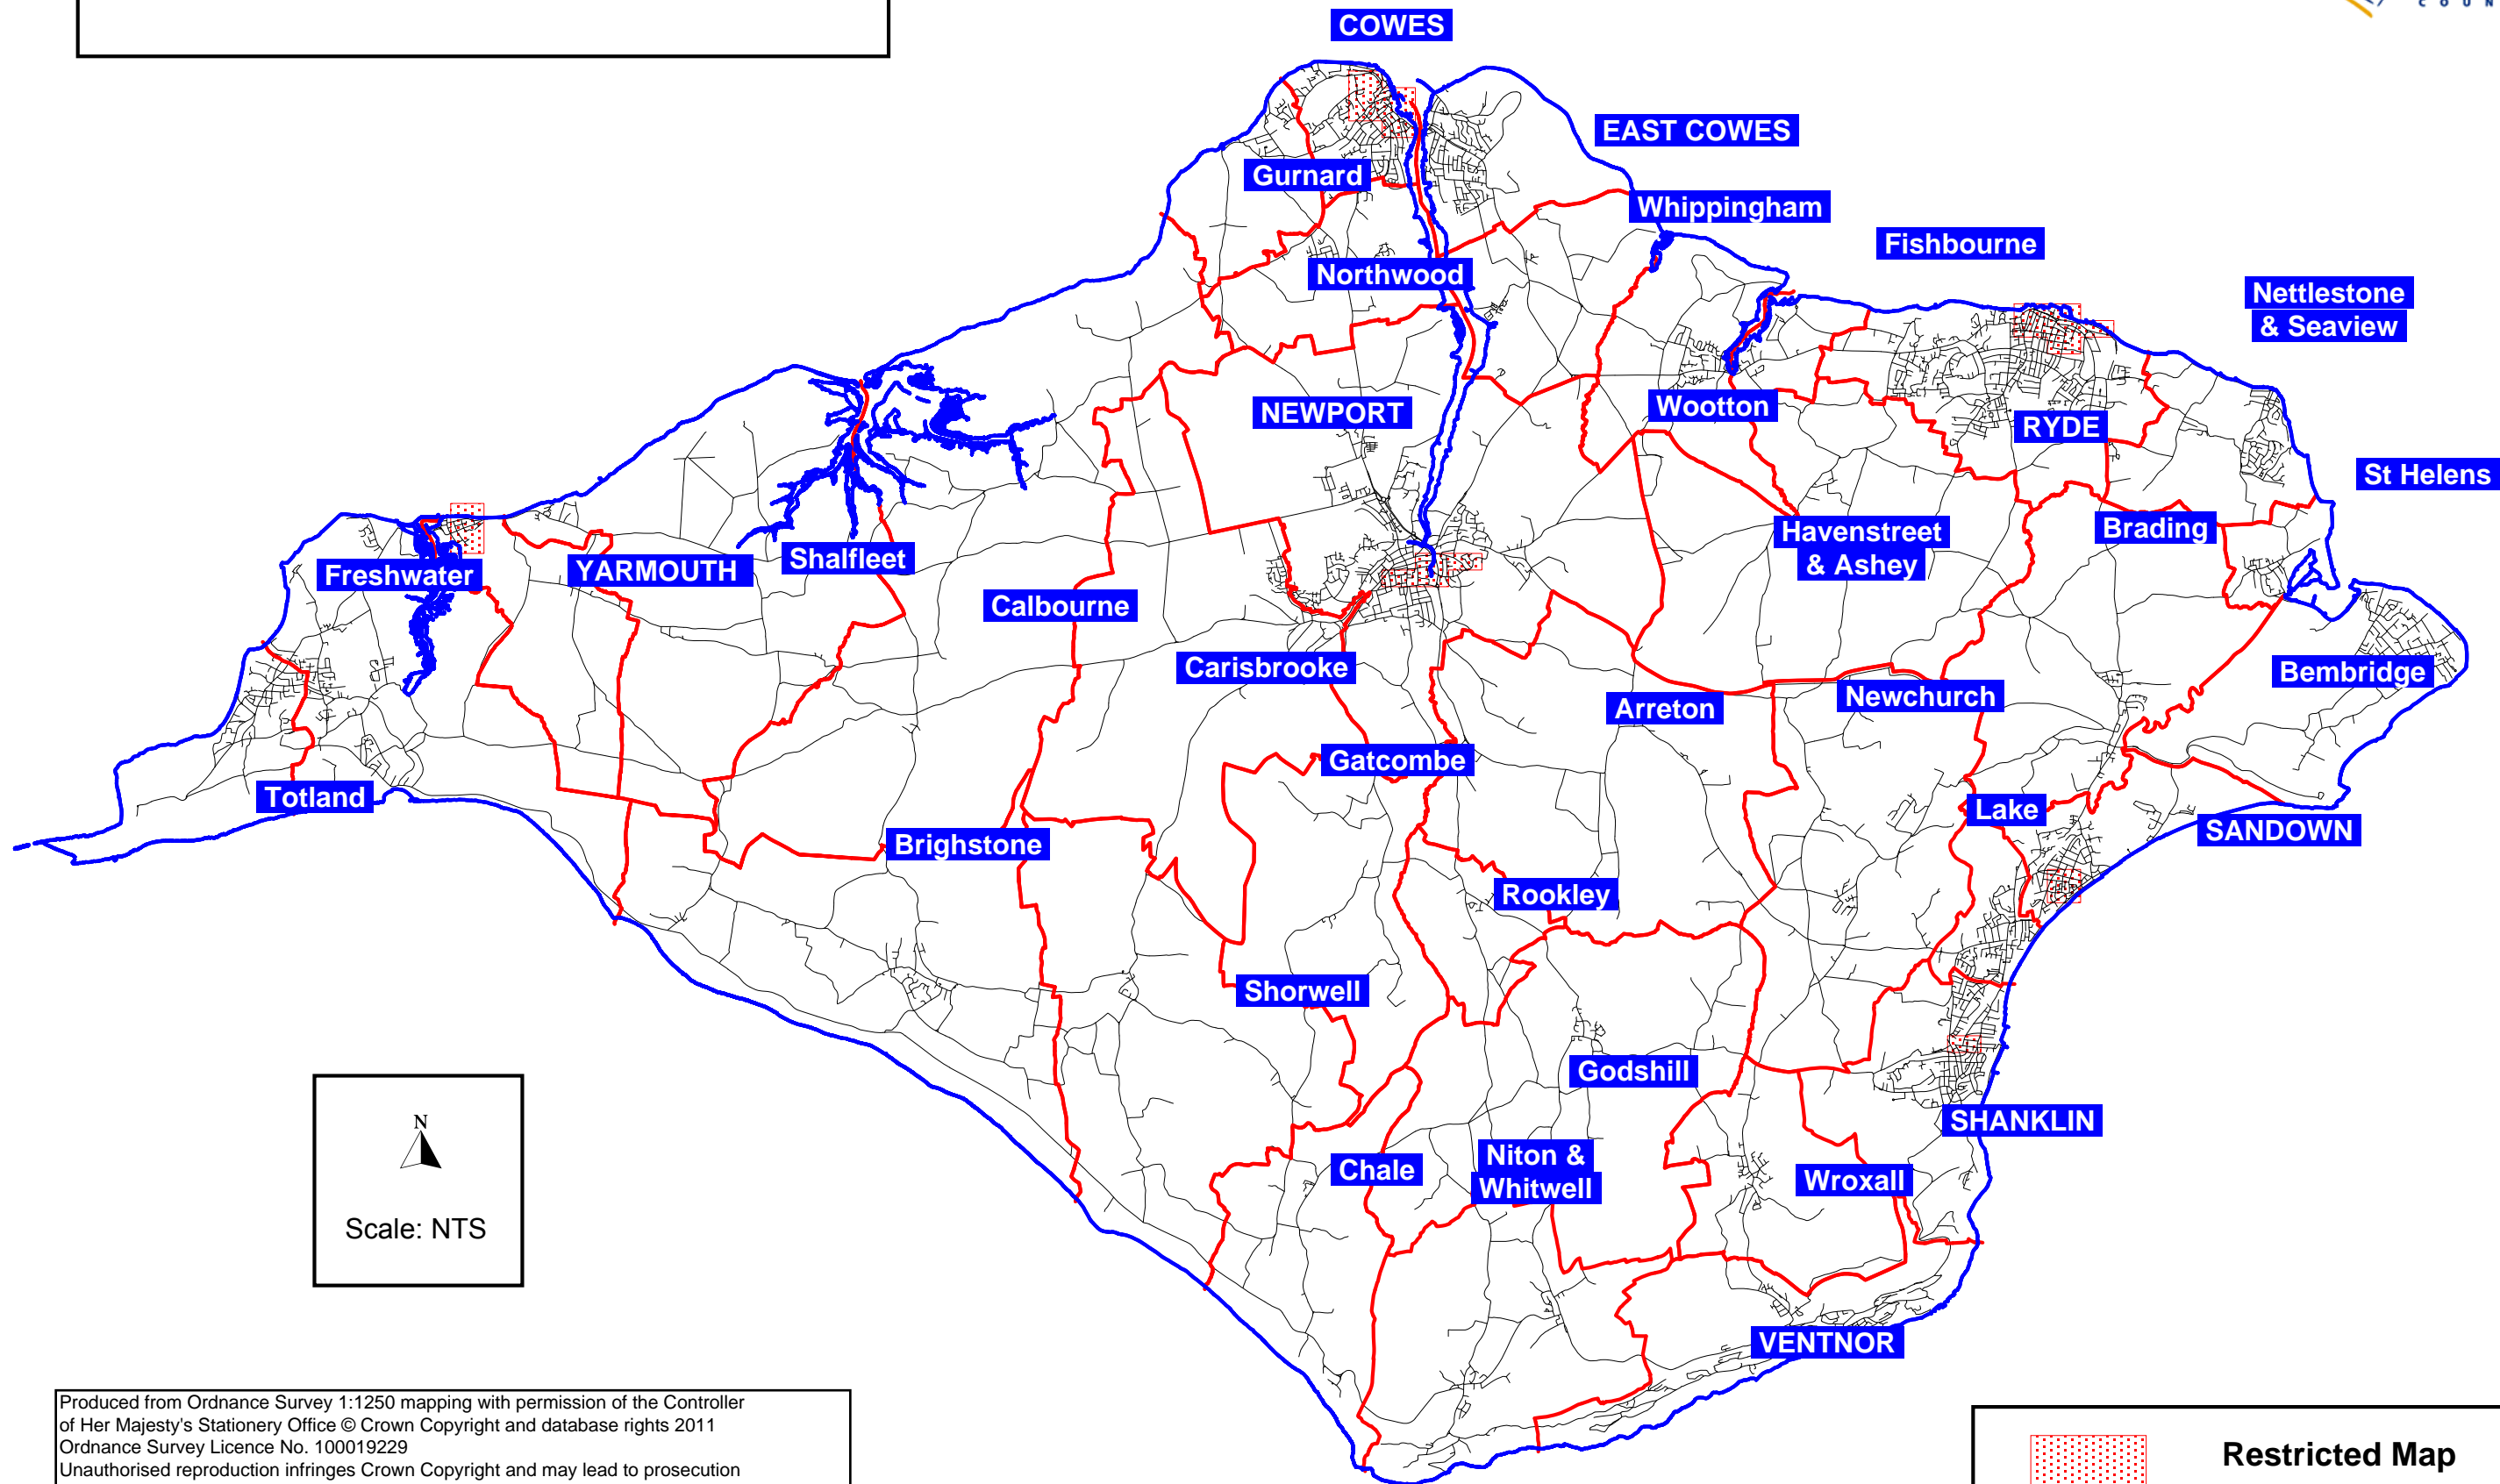 COWES
EAST COWES
Gurnard
Whippingham
Fishbourne
Northwood
Nettlestone
& Seaview
NEWPORT
Wootton
RYDE
St Helens
Havenstreet
& Ashey
Brading
Freshwater
YARMOUTH
Shalfleet
Calbourne
Carisbrooke
Bembridge
Arreton
Newchurch
Gatcombe
Totland
Lake
SANDOWN
Brighstone
Rookley
Shorwell
Godshill
SHANKLIN
Chale
Niton &
Whitwell
Wroxall
VENTNOR
N
Scale: NTS
Produced from Ordnance Survey 1:1250 mapping with permission of the Controller
of Her Majesty's Stationery Office © Crown Copyright and database rights 2011
Ordnance Survey Licence No. 100019229
Unauthorised reproduction infringes Crown Copyright and may lead to prosecution
Restricted Map